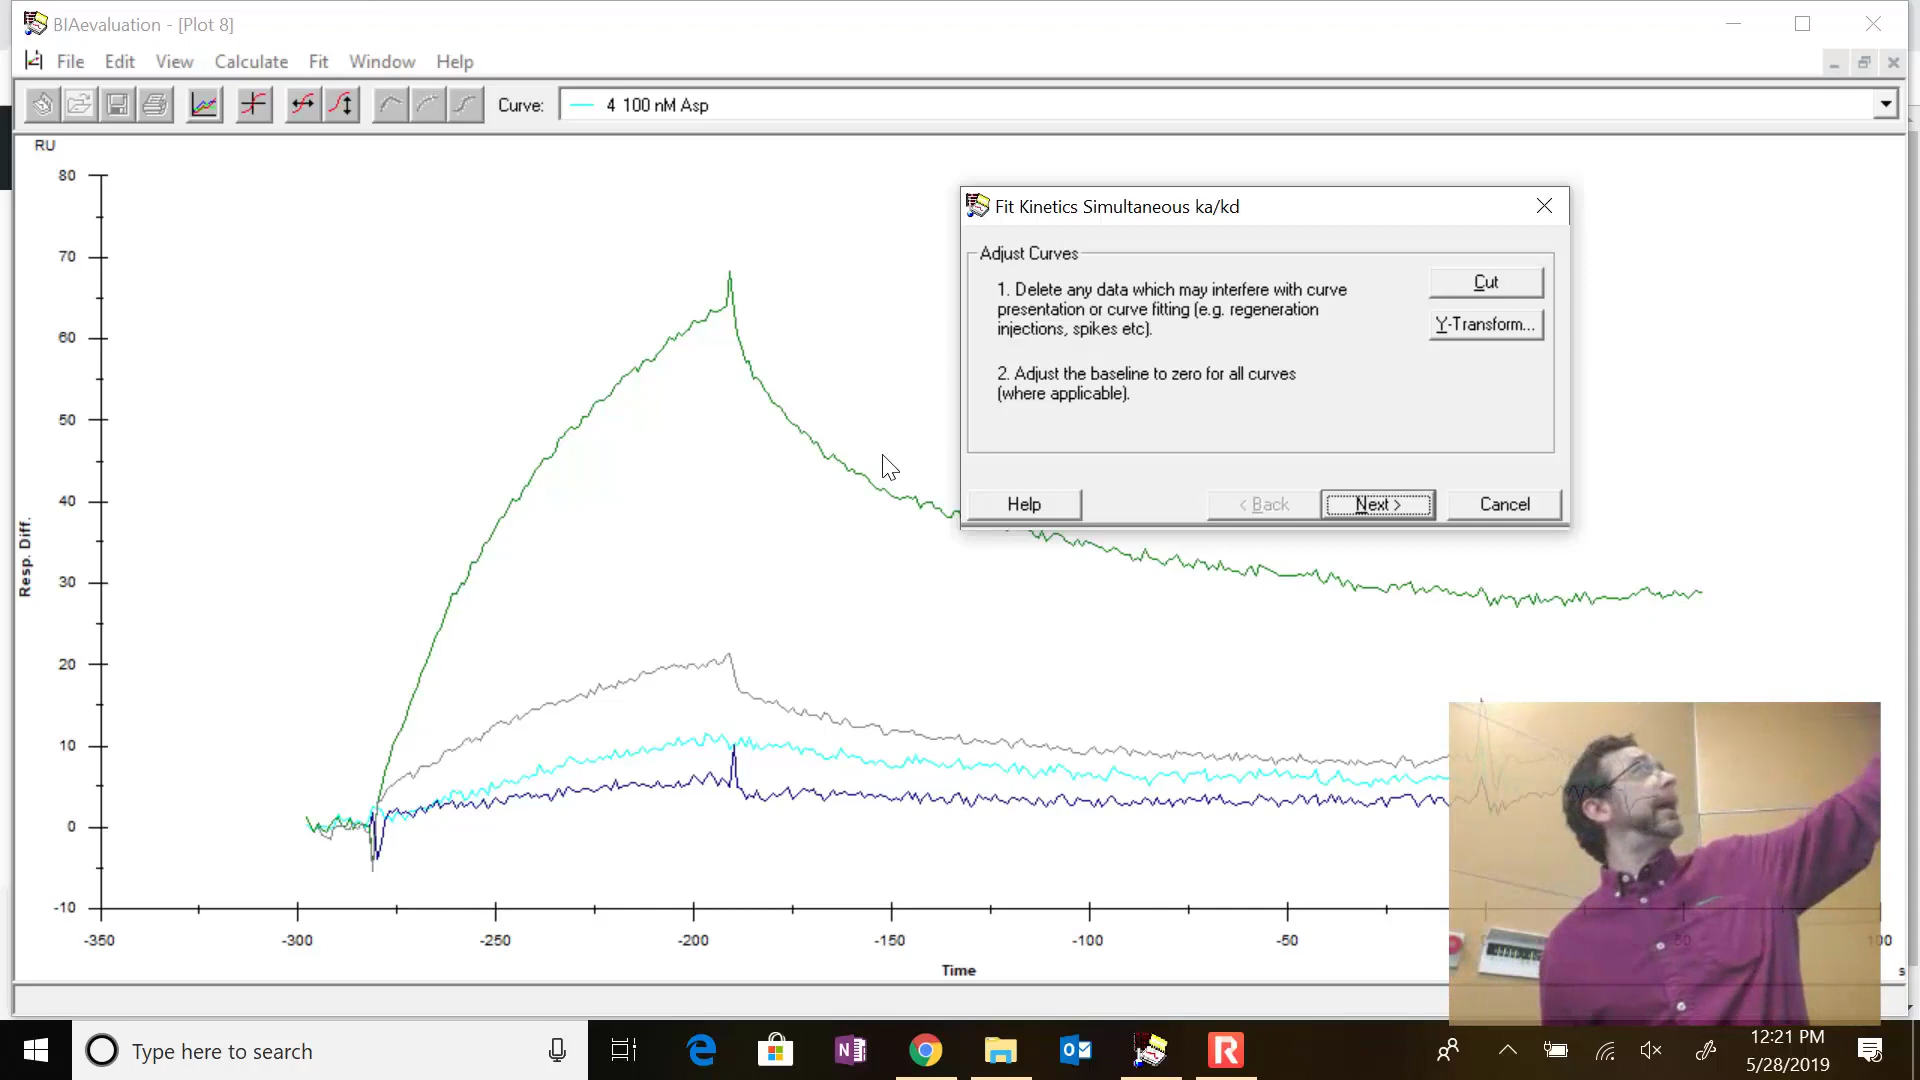 BIAevaluation - [Plot 8]
File Edit View Calculate Fit Window Help
Curve: 4 100 nM Asp
RU
80
70
60
50
40
30
20
10
0
-10
Resp. Diff.
-350 -300 -250 -200 -150 -100 -50 50 100
Time
s
Fit Kinetics Simultaneous ka/kd
Adjust Curves
1. Delete any data which may interfere with curve
presentation or curve fitting (e.g. regeneration
injections, spikes etc).
2. Adjust the baseline to zero for all curves
(where applicable).
Cut
Y-Transform...
Help < Back Next > Cancel
Type here to search
12:21 PM
5/28/2019